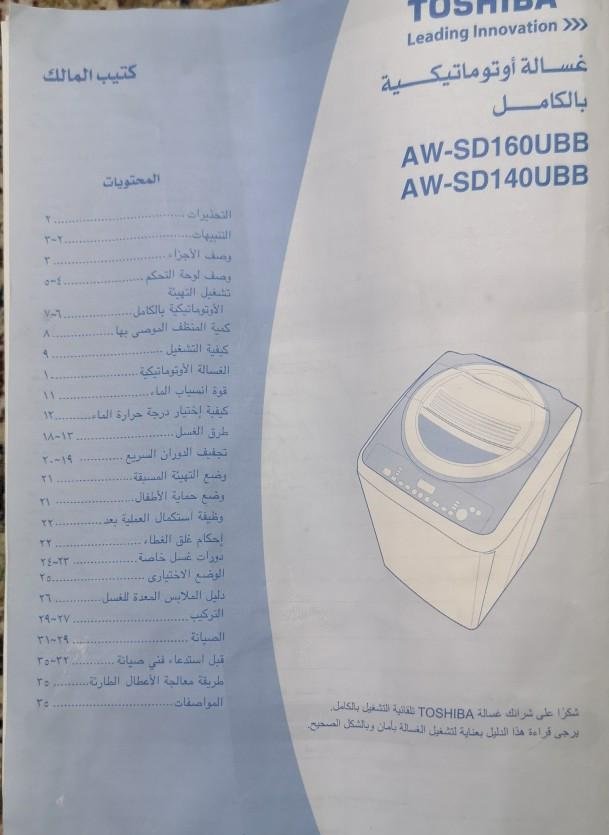 TOSHIBA
Leading Innovation >>>
غسالة أوتوماتيكية
بالكامل
AW-SD160UBB
AW-SD140UBB
شكرًا على شرائك غسالة TOSHIBA تلقائية التشغيل بالكامل.
يرجى قراءة هذا الدليل بعناية لتشغيل الغسالة بأمان وبالشكل الصحيح.
كتيب المالك
المحتويات
التحذيرات ................ ٢
التنبيهات ................ ٢-٣
وصف الأجزاء ................ ٣
وصف لوحة التحكم ................ ٤-٥
تشغيل التهيئة
الأوتوماتيكية بالكامل ................ ٦-٧
كمية المنظف الموصى بها ................ ٨
كيفية التشغيل ................ ٩
الغسالة الأوتوماتيكية ................ ١٠
قوة انسياب الماء ................ ١١
كيفية إختيار درجة حرارة الماء ................ ١٢
طرق الغسل ................ ١٣-١٨
تجفيف الدوران السريع ................ ١٩-٢٠
وضع التهيئة المسبقة ................ ٢١
وضع حماية الأطفال ................ ٢١
وظيفة استكمال العملية بعد ................ ٢٢
إحكام غلق الغطاء ................ ٢٢
دورات غسل خاصة ................ ٢٣-٢٤
الوضع الاختيارى ................ ٢٥
دليل الملابس المعدة للغسل ................ ٢٦
التركيب ................ ٢٧-٢٩
الصيانة ................ ٢٩-٣١
قبل استدعاء فني صيانة ................ ٣٢-٣٥
طريقة معالجة الأعطال الطارئة ................ ٣٥
المواصفات ................ ٣٥